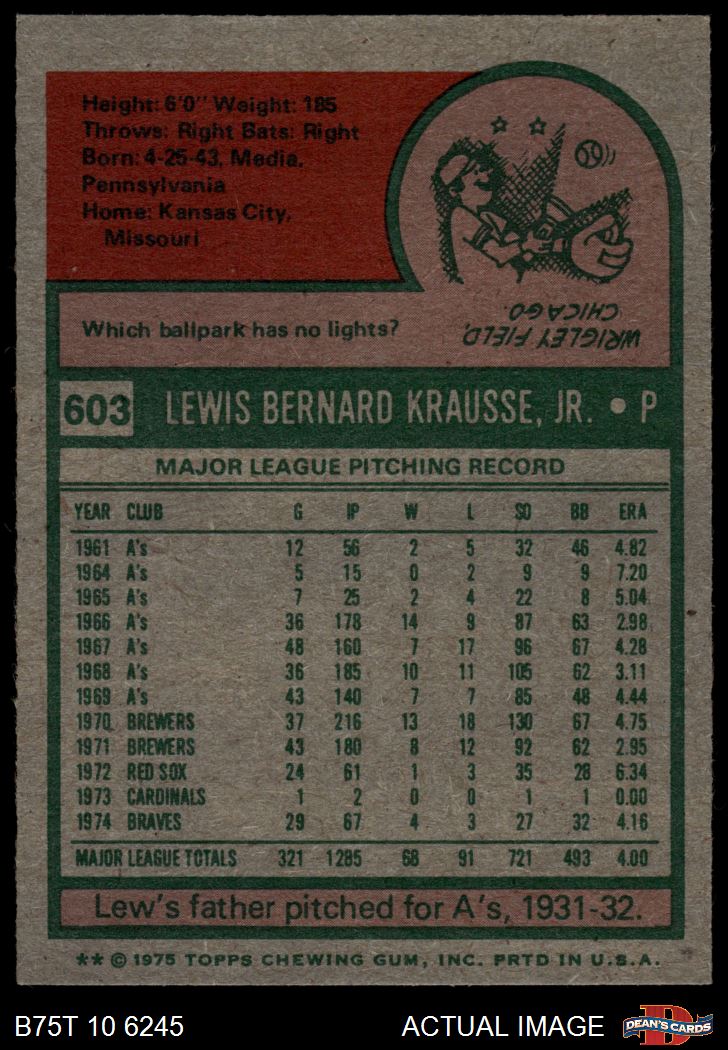 Height: 6'0" Weight: 185
Throws: Right Bats: Right
Born: 4-25-43, Media,
Pennsylvania
Home: Kansas City,
Missouri
Which ballpark has no lights?
WRIGLEY FIELD,
CHICAGO.
603 LEWIS BERNARD KRAUSSE, JR. • P
MAJOR LEAGUE PITCHING RECORD
YEAR CLUB G IP W L SO BB ERA
1961 A's 12 56 2 5 32 46 4.82
1964 A's 5 15 0 2 9 9 7.20
1965 A's 7 25 2 4 22 8 5.04
1966 A's 36 178 14 9 87 63 2.98
1967 A's 48 160 7 17 96 67 4.28
1968 A's 36 185 10 11 105 62 3.11
1969 A's 43 140 7 7 85 48 4.44
1970 BREWERS 37 216 13 18 130 67 4.75
1971 BREWERS 43 180 8 12 92 62 2.95
1972 RED SOX 24 61 1 3 35 28 6.34
1973 CARDINALS 1 2 0 0 1 1 0.00
1974 BRAVES 29 67 4 3 27 32 4.16
MAJOR LEAGUE TOTALS 321 1285 68 91 721 493 4.00
Lew's father pitched for A's, 1931-32.
** © 1975 TOPPS CHEWING GUM, INC. PRTD IN U.S.A.
B75T 10 6245 ACTUAL IMAGE D DEAN'S CARDS